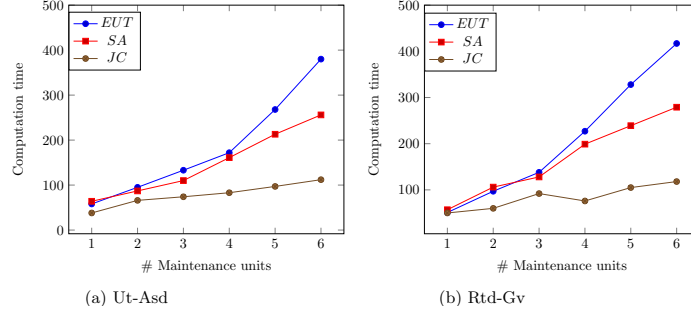 500
400
300
200
100
0
Computation time
EUT
SA
JC
1 2 3 4 5 6
# Maintenance units
(a) Ut-Asd
500
400
300
200
100
Computation time
EUT
SA
JC
1 2 3 4 5 6
# Maintenance units
(b) Rtd-Gv